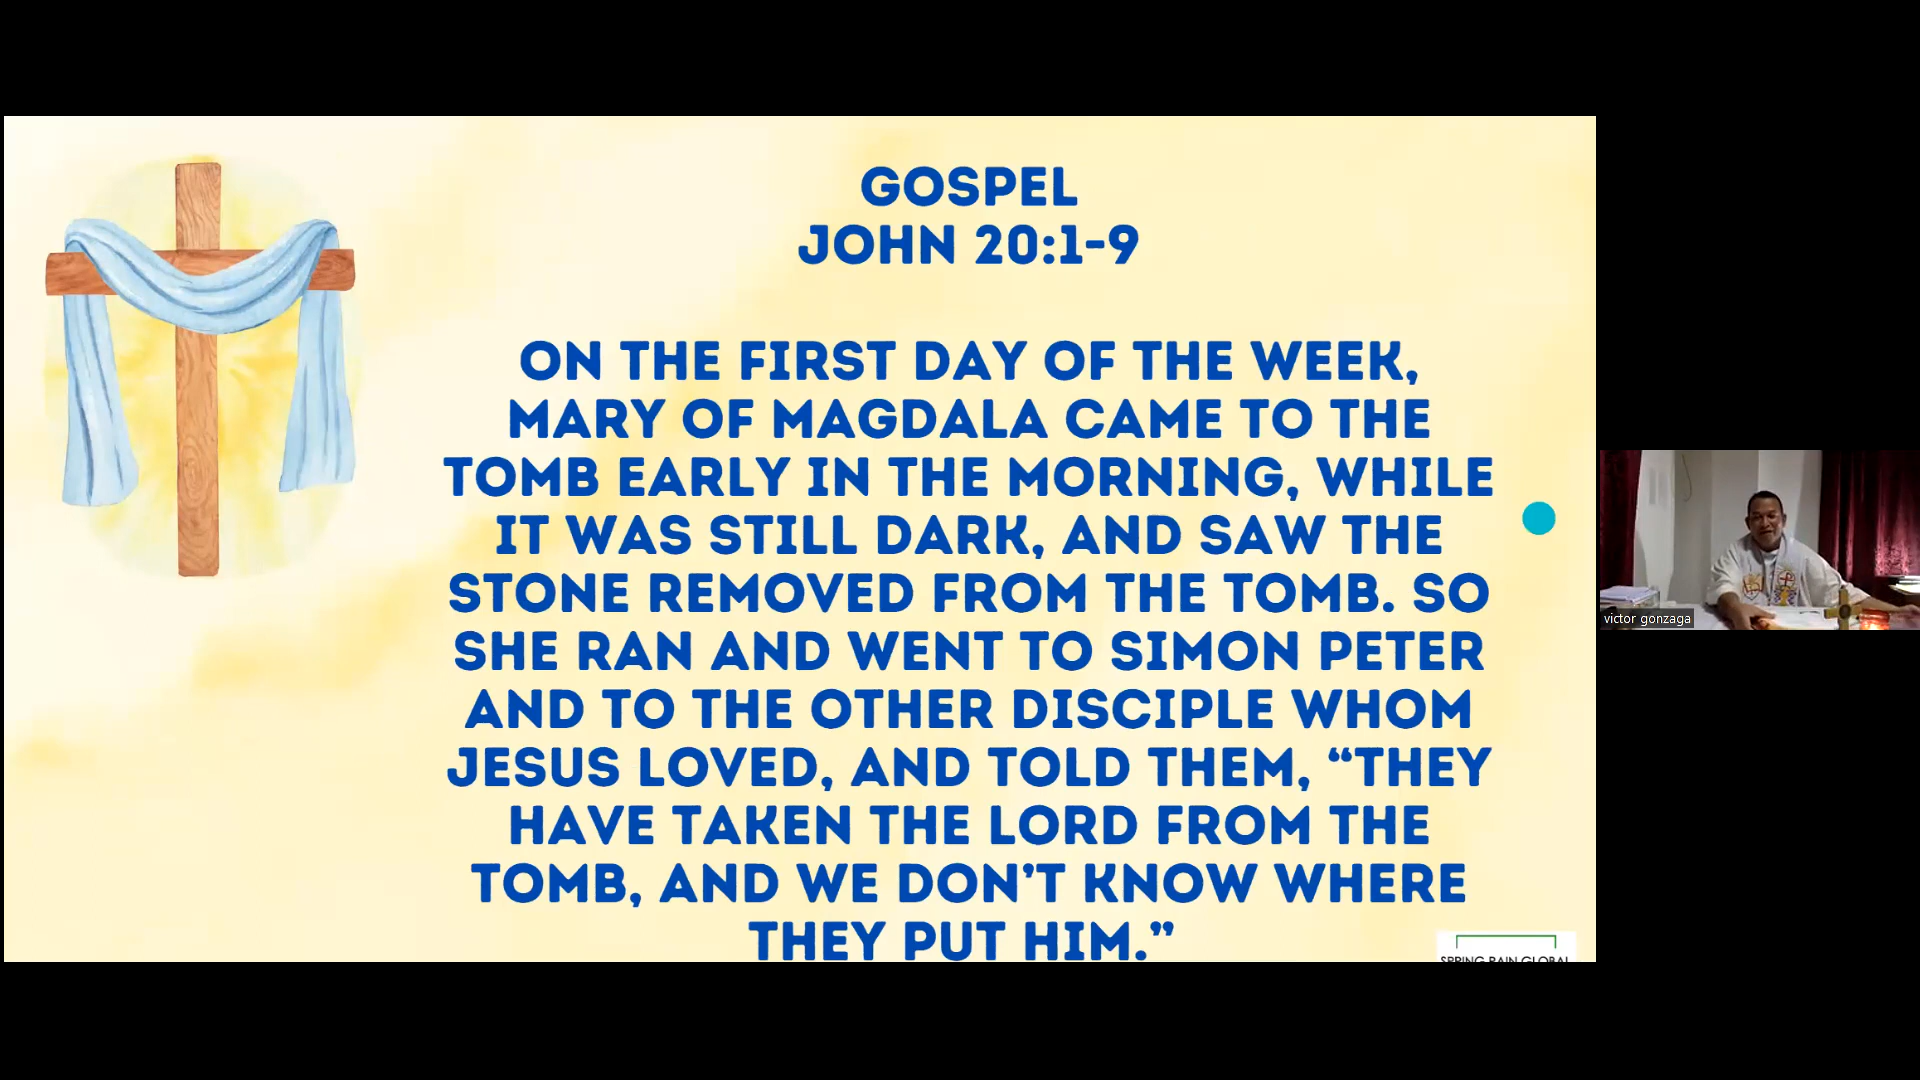 GOSPEL
JOHN 20:1-9
ON THE FIRST DAY OF THE WEEK,
MARY OF MAGDALA CAME TO THE
TOMB EARLY IN THE MORNING, WHILE
IT WAS STILL DARK, AND SAW THE
STONE REMOVED FROM THE TOMB. SO
SHE RAN AND WENT TO SIMON PETER
AND TO THE OTHER DISCIPLE WHOM
JESUS LOVED, AND TOLD THEM, “THEY
HAVE TAKEN THE LORD FROM THE
TOMB, AND WE DON’T KNOW WHERE
THEY PUT HIM.”
SPRING RAIN GLOBAL
victor gonzaga